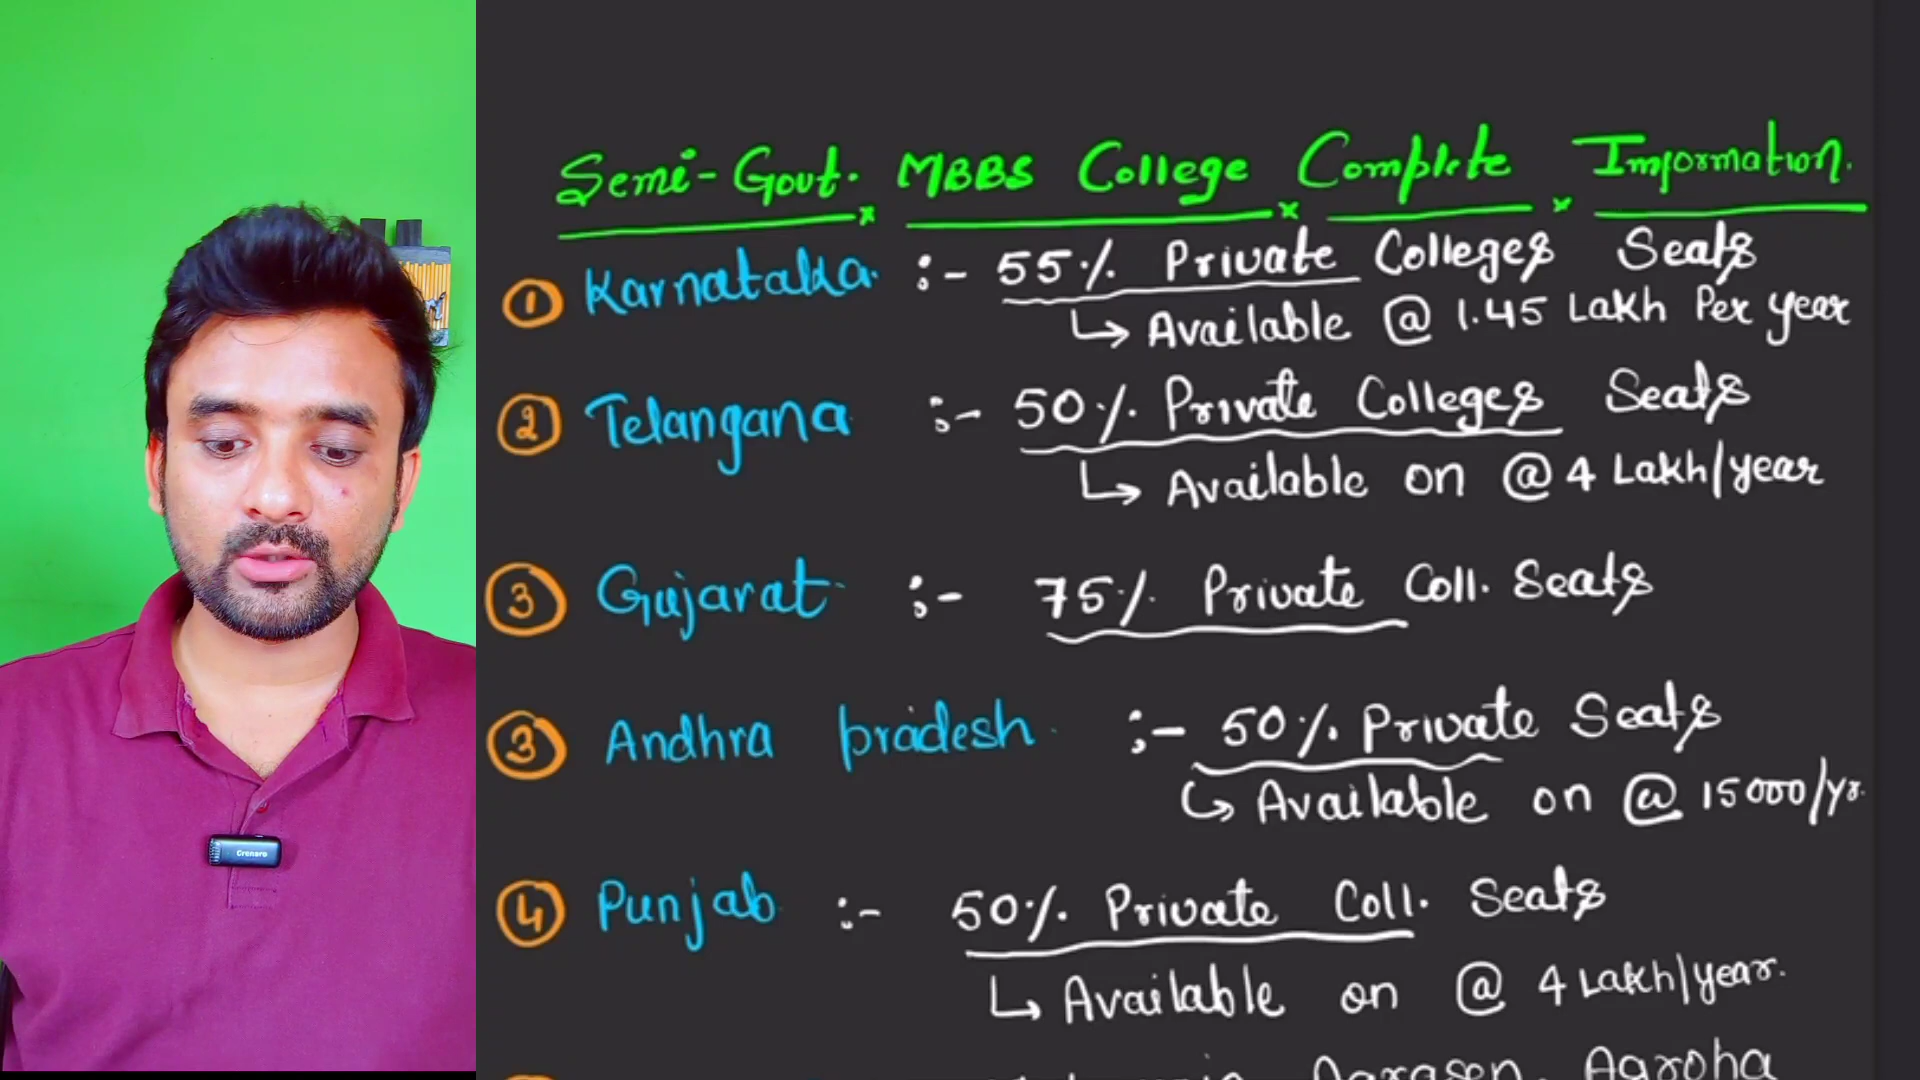 Semi-Govt. MBBS College Complete Information.
① Karnataka :- 55% Private Colleges Seats
↳ Available @ 1.45 Lakh Per year
② Telangana :- 50% Private Colleges Seats
↳ Available on @ 4 Lakh/year
③ Gujarat :- 75% Private Coll. Seats
③ Andhra pradesh :- 50% Private Seats
↳ Available on @ 15000/yr.
④ Punjab :- 50% Private Coll. Seats
↳ Available on @ 4 Lakh/year.
Agrasen, Agroha